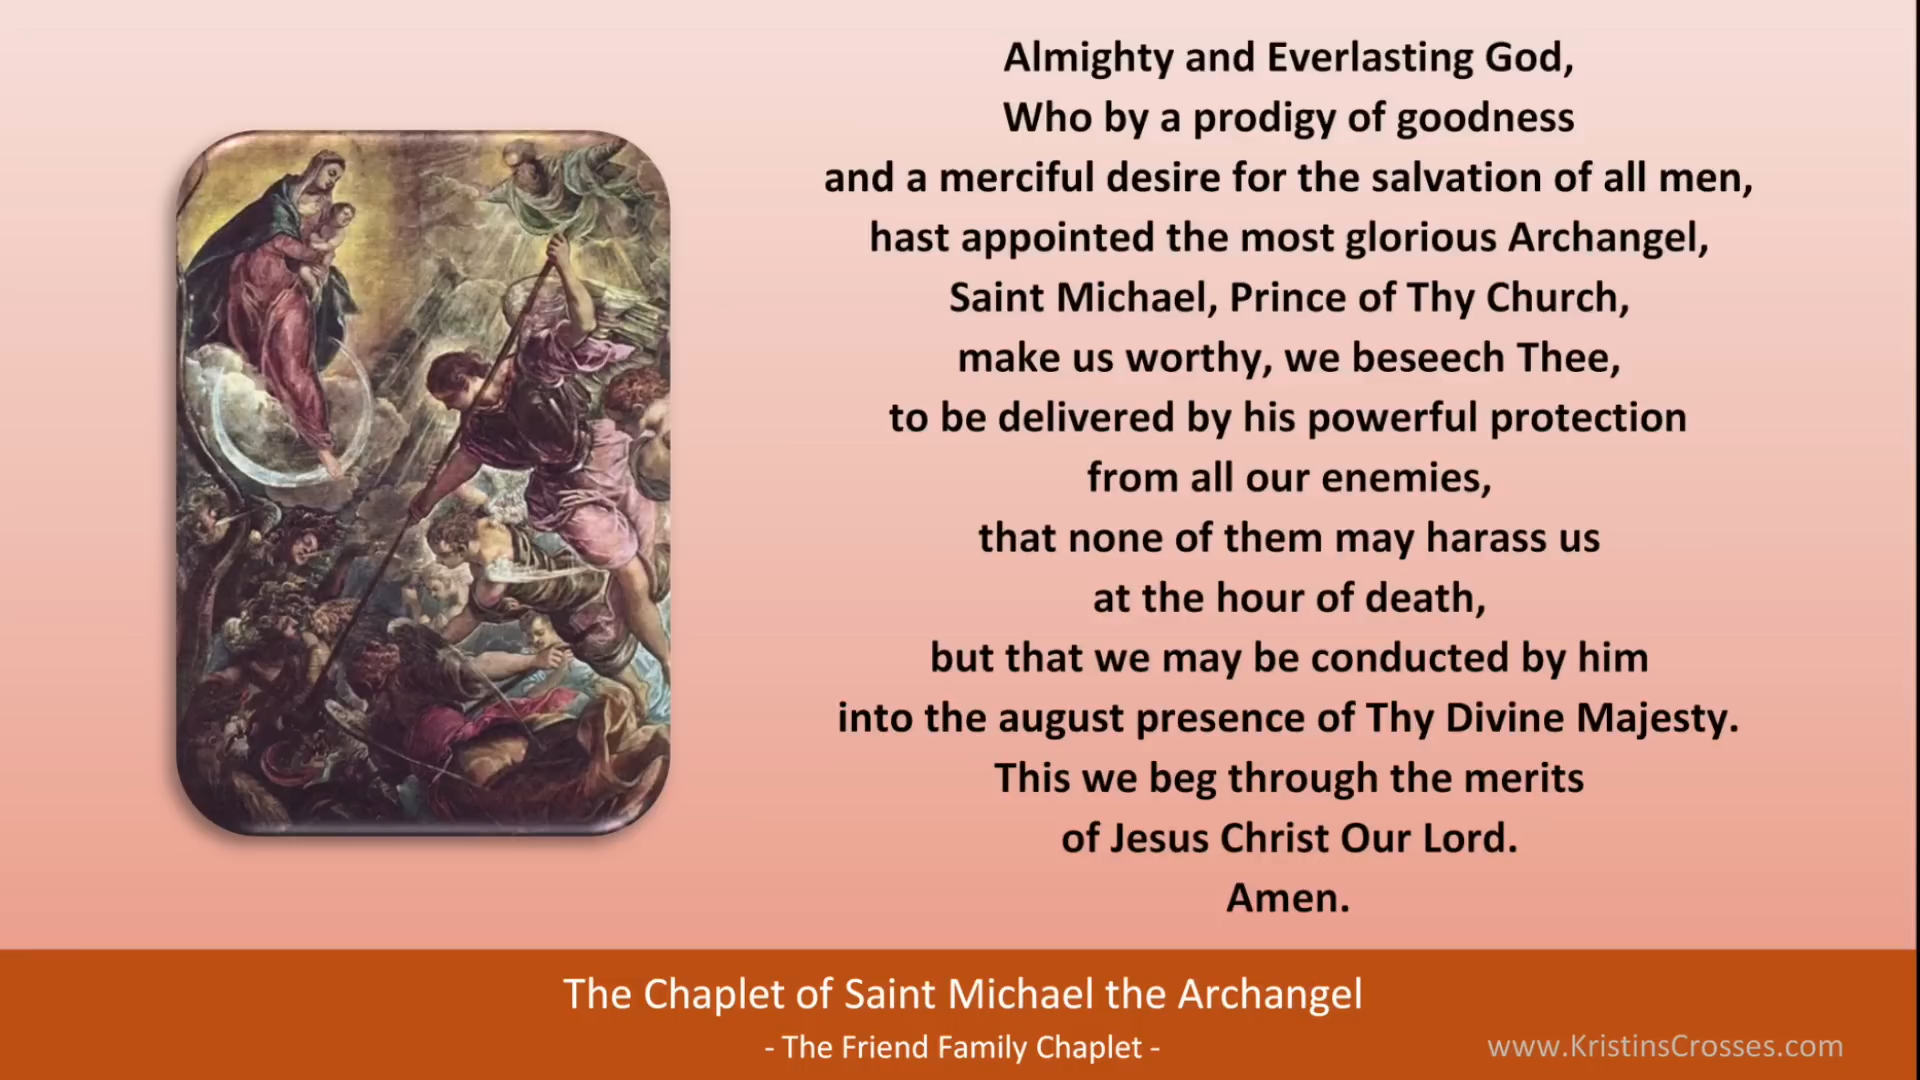 Almighty and Everlasting God,
Who by a prodigy of goodness
and a merciful desire for the salvation of all men,
hast appointed the most glorious Archangel,
Saint Michael, Prince of Thy Church,
make us worthy, we beseech Thee,
to be delivered by his powerful protection
from all our enemies,
that none of them may harass us
at the hour of death,
but that we may be conducted by him
into the august presence of Thy Divine Majesty.
This we beg through the merits
of Jesus Christ Our Lord.
Amen.
The Chaplet of Saint Michael the Archangel
- The Friend Family Chaplet -
www.KristinsCrosses.com